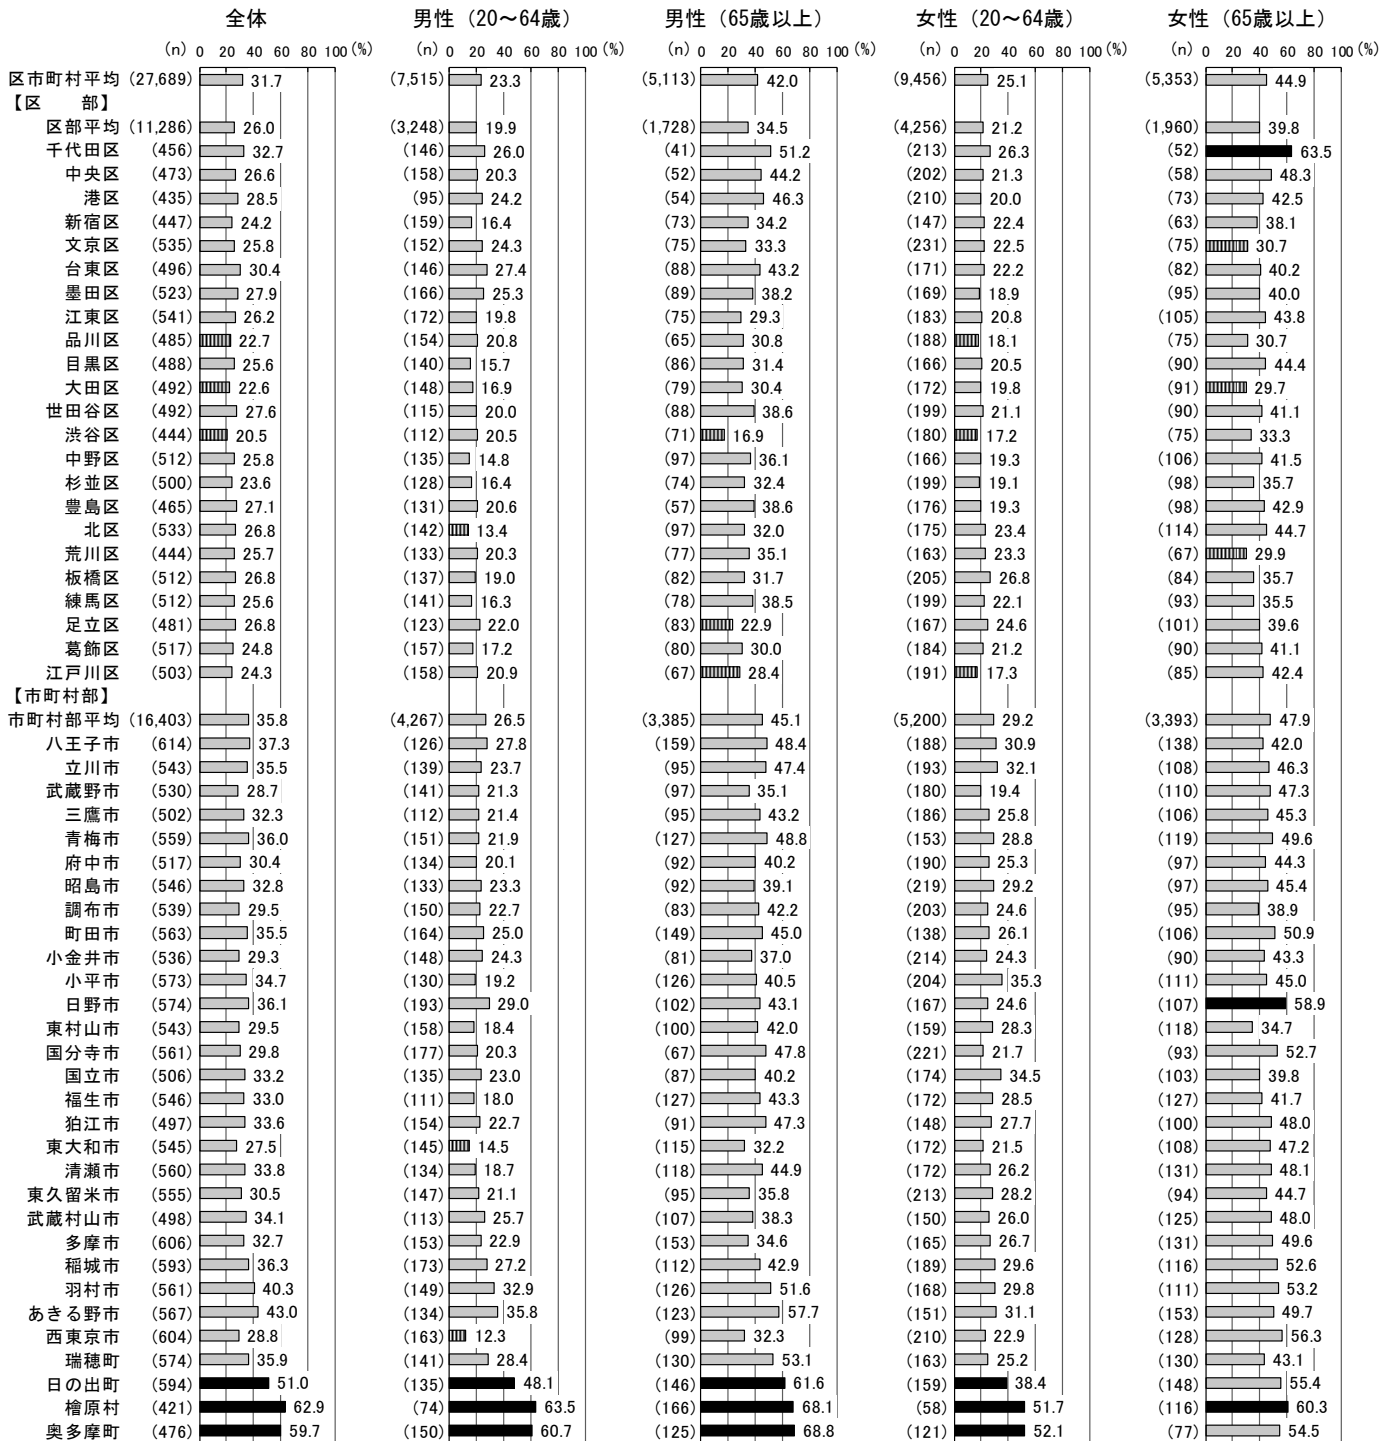 全体 男性（20～64歳） 男性（65歳以上） 女性（20～64歳） 女性（65歳以上）
(n) 0 20 40 60 80 100 (%) (n) 0 20 40 60 80 100 (%) (n) 0 20 40 60 80 100 (%) (n) 0 20 40 60 80 100 (%) (n) 0 20 40 60 80 100 (%)
区市町村平均 (27,689) 31.7 (7,515) 23.3 (5,113) 42.0 (9,456) 25.1 (5,353) 44.9
【区　部】
区部平均 (11,286) 26.0 (3,248) 19.9 (1,728) 34.5 (4,256) 21.2 (1,960) 39.8
千代田区 (456) 32.7 (146) 26.0 (41) 51.2 (213) 26.3 (52) 63.5
中央区 (473) 26.6 (158) 20.3 (52) 44.2 (202) 21.3 (58) 48.3
港区 (435) 28.5 (95) 24.2 (54) 46.3 (210) 20.0 (73) 42.5
新宿区 (447) 24.2 (159) 16.4 (73) 34.2 (147) 22.4 (63) 38.1
文京区 (535) 25.8 (152) 24.3 (75) 33.3 (231) 22.5 (75) 30.7
台東区 (496) 30.4 (146) 27.4 (88) 43.2 (171) 22.2 (82) 40.2
墨田区 (523) 27.9 (166) 25.3 (89) 38.2 (169) 18.9 (95) 40.0
江東区 (541) 26.2 (172) 19.8 (75) 29.3 (183) 20.8 (105) 43.8
品川区 (485) 22.7 (154) 20.8 (65) 30.8 (188) 18.1 (75) 30.7
目黒区 (488) 25.6 (140) 15.7 (86) 31.4 (166) 20.5 (90) 44.4
大田区 (492) 22.6 (148) 16.9 (79) 30.4 (172) 19.8 (91) 29.7
世田谷区 (492) 27.6 (115) 20.0 (88) 38.6 (199) 21.1 (90) 41.1
渋谷区 (444) 20.5 (112) 20.5 (71) 16.9 (180) 17.2 (75) 33.3
中野区 (512) 25.8 (135) 14.8 (97) 36.1 (166) 19.3 (106) 41.5
杉並区 (500) 23.6 (128) 16.4 (74) 32.4 (199) 19.1 (98) 35.7
豊島区 (465) 27.1 (131) 20.6 (57) 38.6 (176) 19.3 (98) 42.9
北区 (533) 26.8 (142) 13.4 (97) 32.0 (175) 23.4 (114) 44.7
荒川区 (444) 25.7 (133) 20.3 (77) 35.1 (163) 23.3 (67) 29.9
板橋区 (512) 26.8 (137) 19.0 (82) 31.7 (205) 26.8 (84) 35.7
練馬区 (512) 25.6 (141) 16.3 (78) 38.5 (199) 22.1 (93) 35.5
足立区 (481) 26.8 (123) 22.0 (83) 22.9 (167) 24.6 (101) 39.6
葛飾区 (517) 24.8 (157) 17.2 (80) 30.0 (184) 21.2 (90) 41.1
江戸川区 (503) 24.3 (158) 20.9 (67) 28.4 (191) 17.3 (85) 42.4
【市町村部】
市町村部平均 (16,403) 35.8 (4,267) 26.5 (3,385) 45.1 (5,200) 29.2 (3,393) 47.9
八王子市 (614) 37.3 (126) 27.8 (159) 48.4 (188) 30.9 (138) 42.0
立川市 (543) 35.5 (139) 23.7 (95) 47.4 (193) 32.1 (108) 46.3
武蔵野市 (530) 28.7 (141) 21.3 (97) 35.1 (180) 19.4 (110) 47.3
三鷹市 (502) 32.3 (112) 21.4 (95) 43.2 (186) 25.8 (106) 45.3
青梅市 (559) 36.0 (151) 21.9 (127) 48.8 (153) 28.8 (119) 49.6
府中市 (517) 30.4 (134) 20.1 (92) 40.2 (190) 25.3 (97) 44.3
昭島市 (546) 32.8 (133) 23.3 (92) 39.1 (219) 29.2 (97) 45.4
調布市 (539) 29.5 (150) 22.7 (83) 42.2 (203) 24.6 (95) 38.9
町田市 (563) 35.5 (164) 25.0 (149) 45.0 (138) 26.1 (106) 50.9
小金井市 (536) 29.3 (148) 24.3 (81) 37.0 (214) 24.3 (90) 43.3
小平市 (573) 34.7 (130) 19.2 (126) 40.5 (204) 35.3 (111) 45.0
日野市 (574) 36.1 (193) 29.0 (102) 43.1 (167) 24.6 (107) 58.9
東村山市 (543) 29.5 (158) 18.4 (100) 42.0 (159) 28.3 (118) 34.7
国分寺市 (561) 29.8 (177) 20.3 (67) 47.8 (221) 21.7 (93) 52.7
国立市 (506) 33.2 (135) 23.0 (87) 40.2 (174) 34.5 (103) 39.8
福生市 (546) 33.0 (111) 18.0 (127) 43.3 (172) 28.5 (127) 41.7
狛江市 (497) 33.6 (154) 22.7 (91) 47.3 (148) 27.7 (100) 48.0
東大和市 (545) 27.5 (145) 14.5 (115) 32.2 (172) 21.5 (108) 47.2
清瀬市 (560) 33.8 (134) 18.7 (118) 44.9 (172) 26.2 (131) 48.1
東久留米市 (555) 30.5 (147) 21.1 (95) 35.8 (213) 28.2 (94) 44.7
武蔵村山市 (498) 34.1 (113) 25.7 (107) 38.3 (150) 26.0 (125) 48.0
多摩市 (606) 32.7 (153) 22.9 (153) 34.6 (165) 26.7 (131) 49.6
稲城市 (593) 36.3 (173) 27.2 (112) 42.9 (189) 29.6 (116) 52.6
羽村市 (561) 40.3 (149) 32.9 (126) 51.6 (168) 29.8 (111) 53.2
あきる野市 (567) 43.0 (134) 35.8 (123) 57.7 (151) 31.1 (153) 49.7
西東京市 (604) 28.8 (163) 12.3 (99) 32.3 (210) 22.9 (128) 56.3
瑞穂町 (574) 35.9 (141) 28.4 (130) 53.1 (163) 25.2 (130) 43.1
日の出町 (594) 51.0 (135) 48.1 (146) 61.6 (159) 38.4 (148) 55.4
檜原村 (421) 62.9 (74) 63.5 (166) 68.1 (58) 51.7 (116) 60.3
奥多摩町 (476) 59.7 (150) 60.7 (125) 68.8 (121) 52.1 (77) 54.5